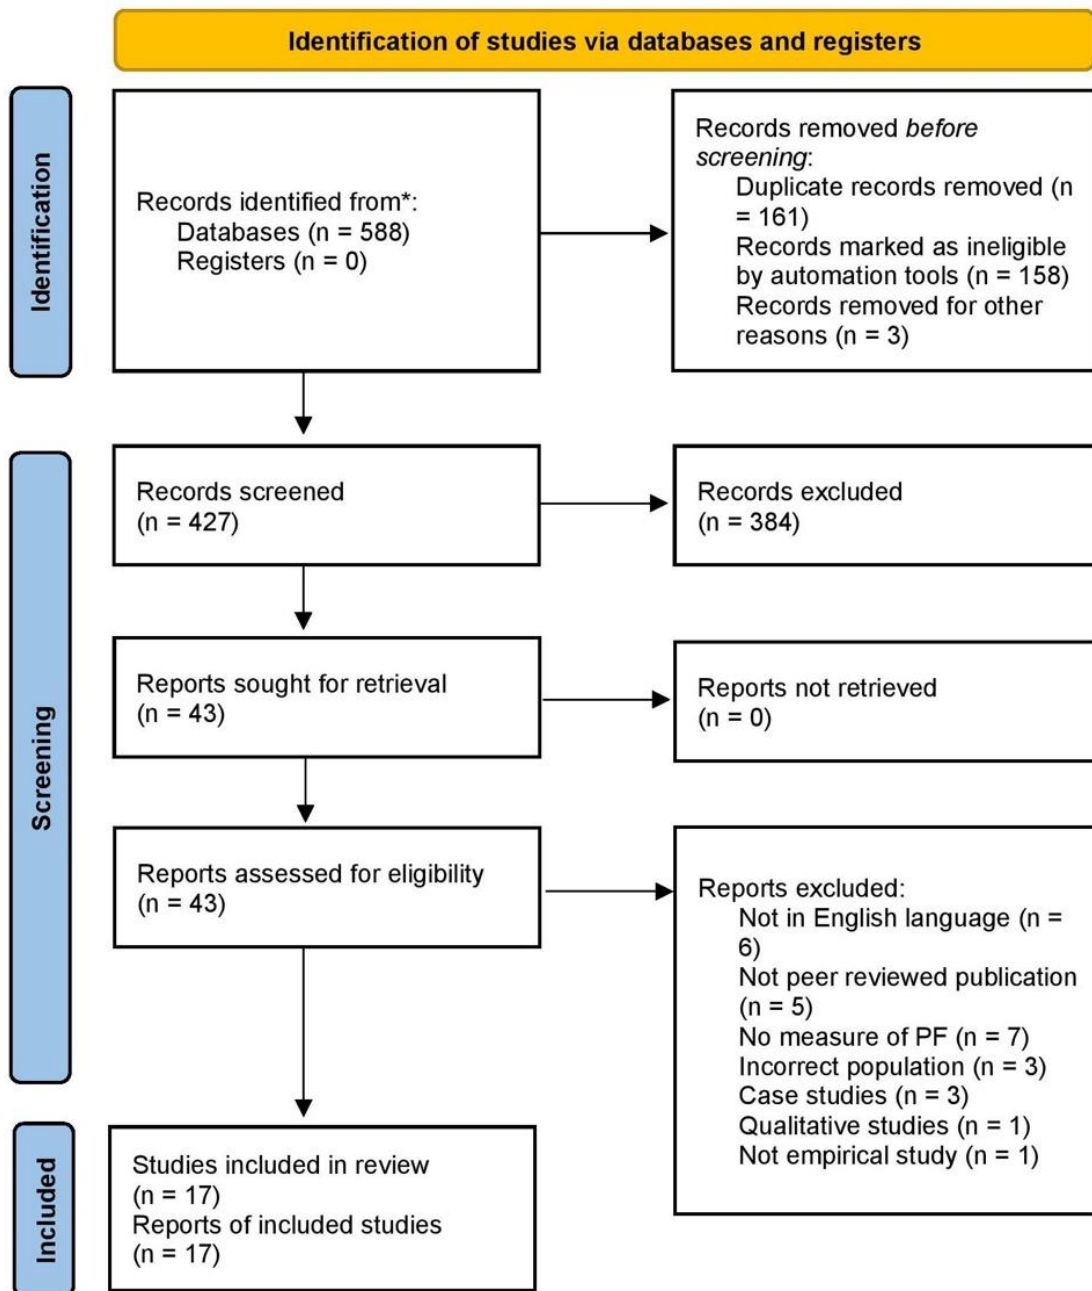 Identification of studies via databases and registers
Identification
Records identified from*:
Databases (n = 588)
Registers (n = 0)
Records removed before
screening:
Duplicate records removed (n
= 161)
Records marked as ineligible
by automation tools (n = 158)
Records removed for other
reasons (n = 3)
Screening
Records screened
(n = 427)
Records excluded
(n = 384)
Reports sought for retrieval
(n = 43)
Reports not retrieved
(n = 0)
Reports assessed for eligibility
(n = 43)
Reports excluded:
Not in English language (n =
6)
Not peer reviewed publication
(n = 5)
No measure of PF (n = 7)
Incorrect population (n = 3)
Case studies (n = 3)
Qualitative studies (n = 1)
Not empirical study (n = 1)
Included
Studies included in review
(n = 17)
Reports of included studies
(n = 17)